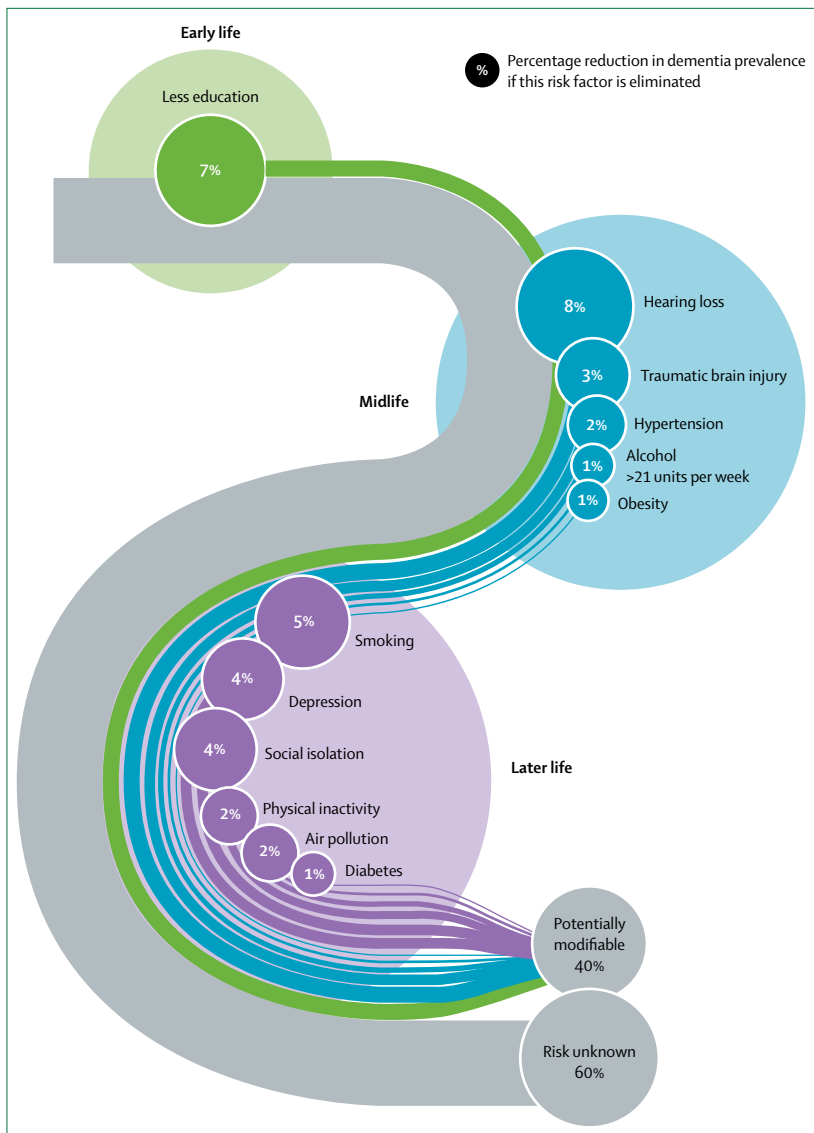 Early life
%
Percentage reduction in dementia prevalence
if this risk factor is eliminated
Less education
7%
8%
Hearing loss
3%
Traumatic brain injury
Midlife
2%
Hypertension
1%
Alcohol
>21 units per week
1%
Obesity
5%
Smoking
4%
Depression
4%
Social isolation
Later life
2%
Physical inactivity
2%
Air pollution
1%
Diabetes
Potentially
modifiable
40%
Risk unknown
60%